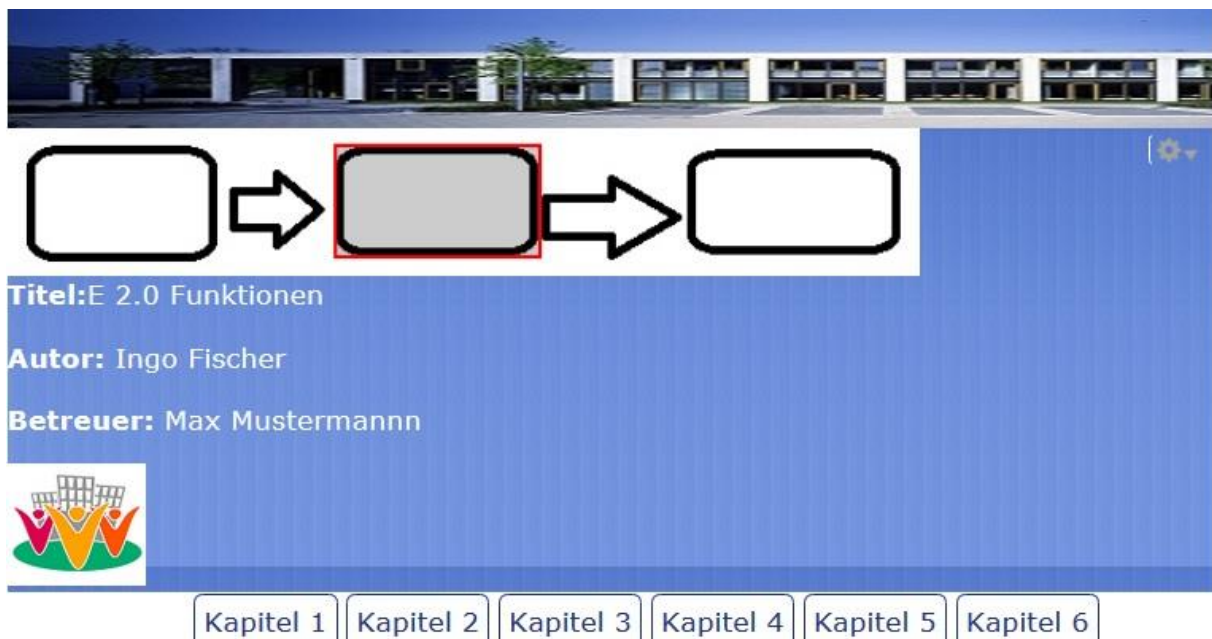 Titel:E 2.0 Funktionen
Autor: Ingo Fischer
Betreuer: Max Mustermannn
Kapitel 1 Kapitel 2 Kapitel 3 Kapitel 4 Kapitel 5 Kapitel 6